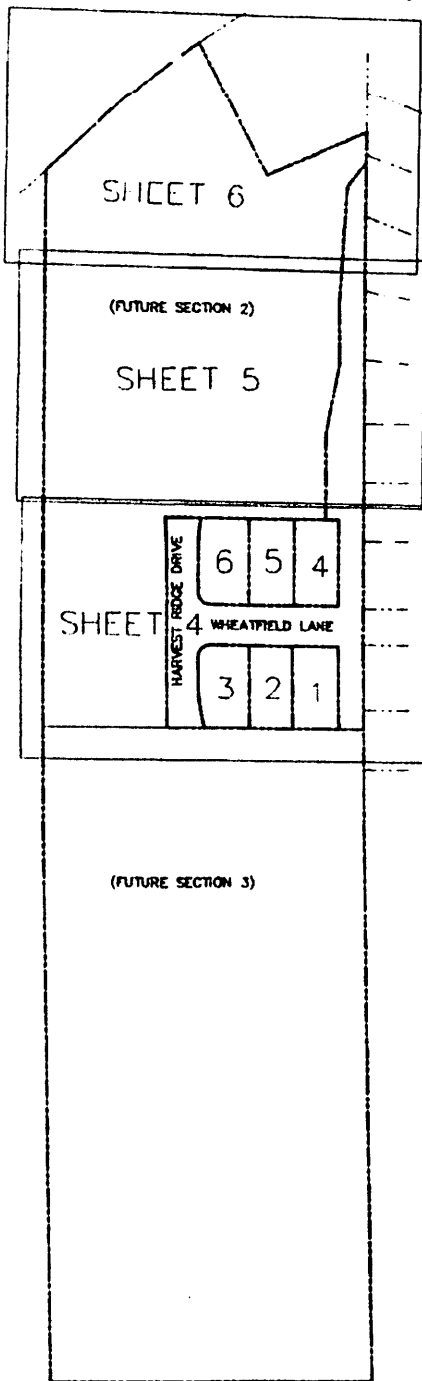 SHEET 6
(FUTURE SECTION 2)
SHEET 5
HARVEST RIDGE DRIVE
6 5 4
SHEET 4
WHEATFIELD LANE
3 2 1
(FUTURE SECTION 3)